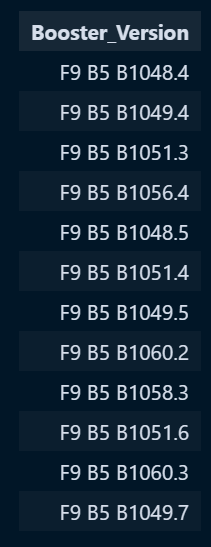 Booster_Version
F9 B5 B1048.4
F9 B5 B1049.4
F9 B5 B1051.3
F9 B5 B1056.4
F9 B5 B1048.5
F9 B5 B1051.4
F9 B5 B1049.5
F9 B5 B1060.2
F9 B5 B1058.3
F9 B5 B1051.6
F9 B5 B1060.3
F9 B5 B1049.7